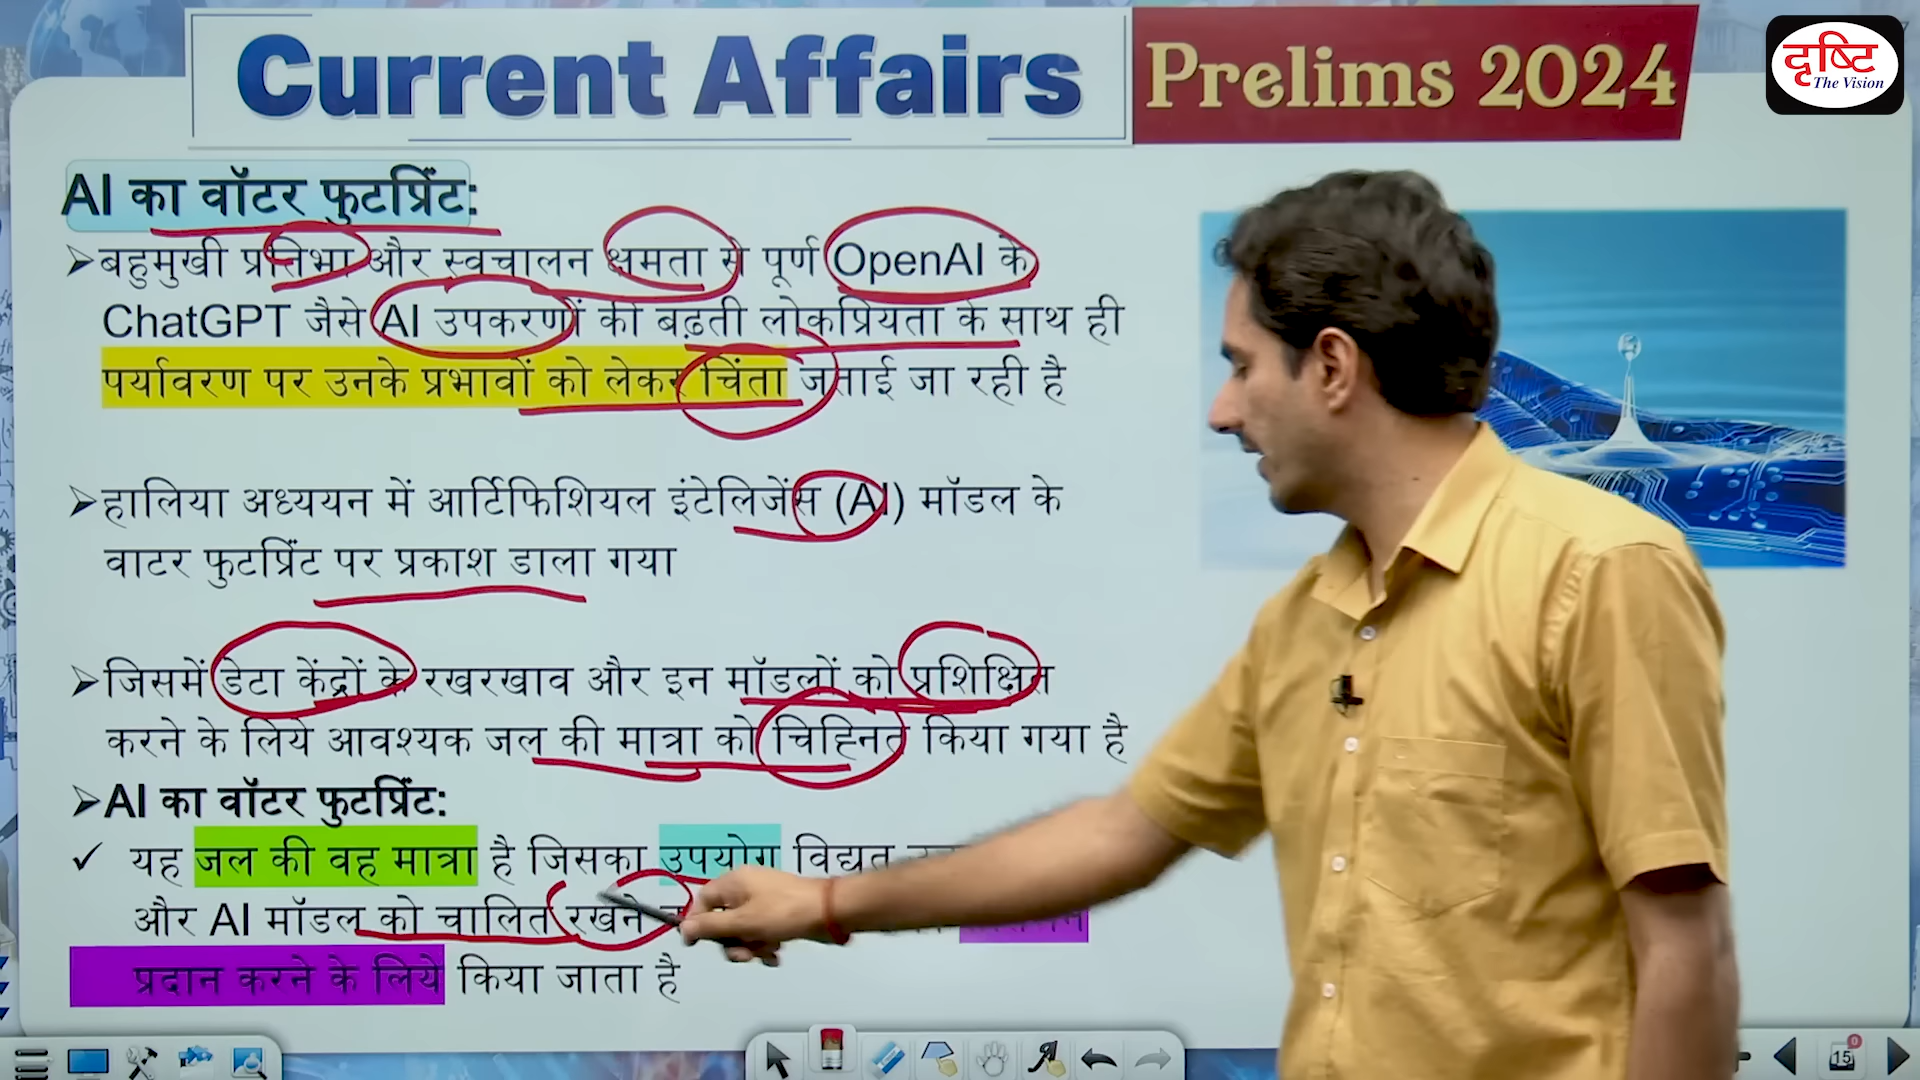 Current Affairs
Prelims 2024
दृष्टि
The Vision
AI का वॉटर फुटप्रिंट:
➢बहुमुखी प्रतिभा और स्वचालन क्षमता से पूर्ण OpenAI के
ChatGPT जैसे AI उपकरणों की बढ़ती लोकप्रियता के साथ ही
पर्यावरण पर उनके प्रभावों को लेकर चिंता जताई जा रही है
➢हालिया अध्ययन में आर्टिफिशियल इंटेलिजेंस (AI) मॉडल के
वाटर फुटप्रिंट पर प्रकाश डाला गया
➢जिसमें डेटा केंद्रों के रखरखाव और इन मॉडलों को प्रशिक्षित
करने के लिये आवश्यक जल की मात्रा को चिह्नित किया गया है
➢AI का वॉटर फुटप्रिंट:
✓ यह जल की वह मात्रा है जिसका उपयोग विद्युत
और AI मॉडल को चालित रखने
प्रदान करने के लिये किया जाता है
15
0